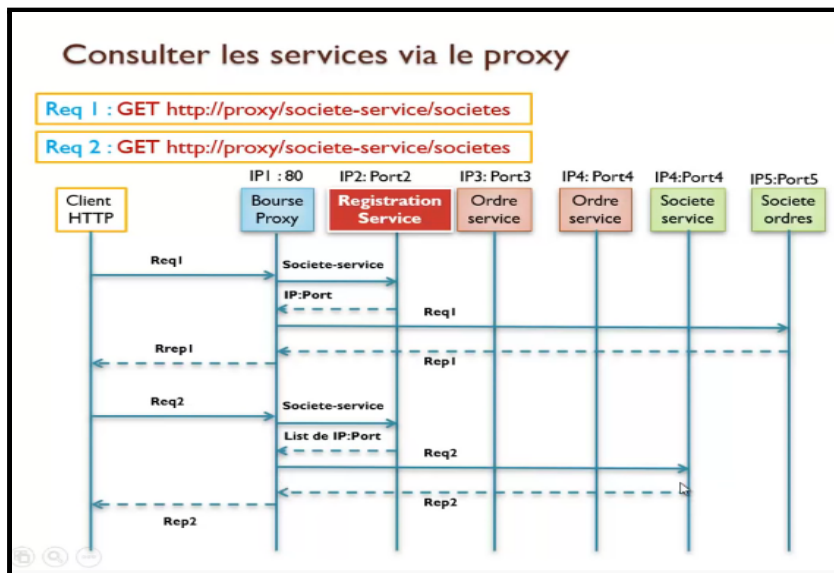 Consulter les services via le proxy
Req 1 : GET http://proxy/societe-service/societes
Req 2 : GET http://proxy/societe-service/societes
IP1 : 80
IP2: Port2
IP3: Port3
IP4: Port4
IP4:Port4
IP5:Port5
Client
HTTP
Bourse
Proxy
Registration
Service
Ordre
service
Ordre
service
Societe
service
Societe
ordres
Req1
Societe-service
IP:Port
Req1
Rrep1
Rep1
Req2
Societe-service
List de IP:Port
Req2
Rep2
Rep2